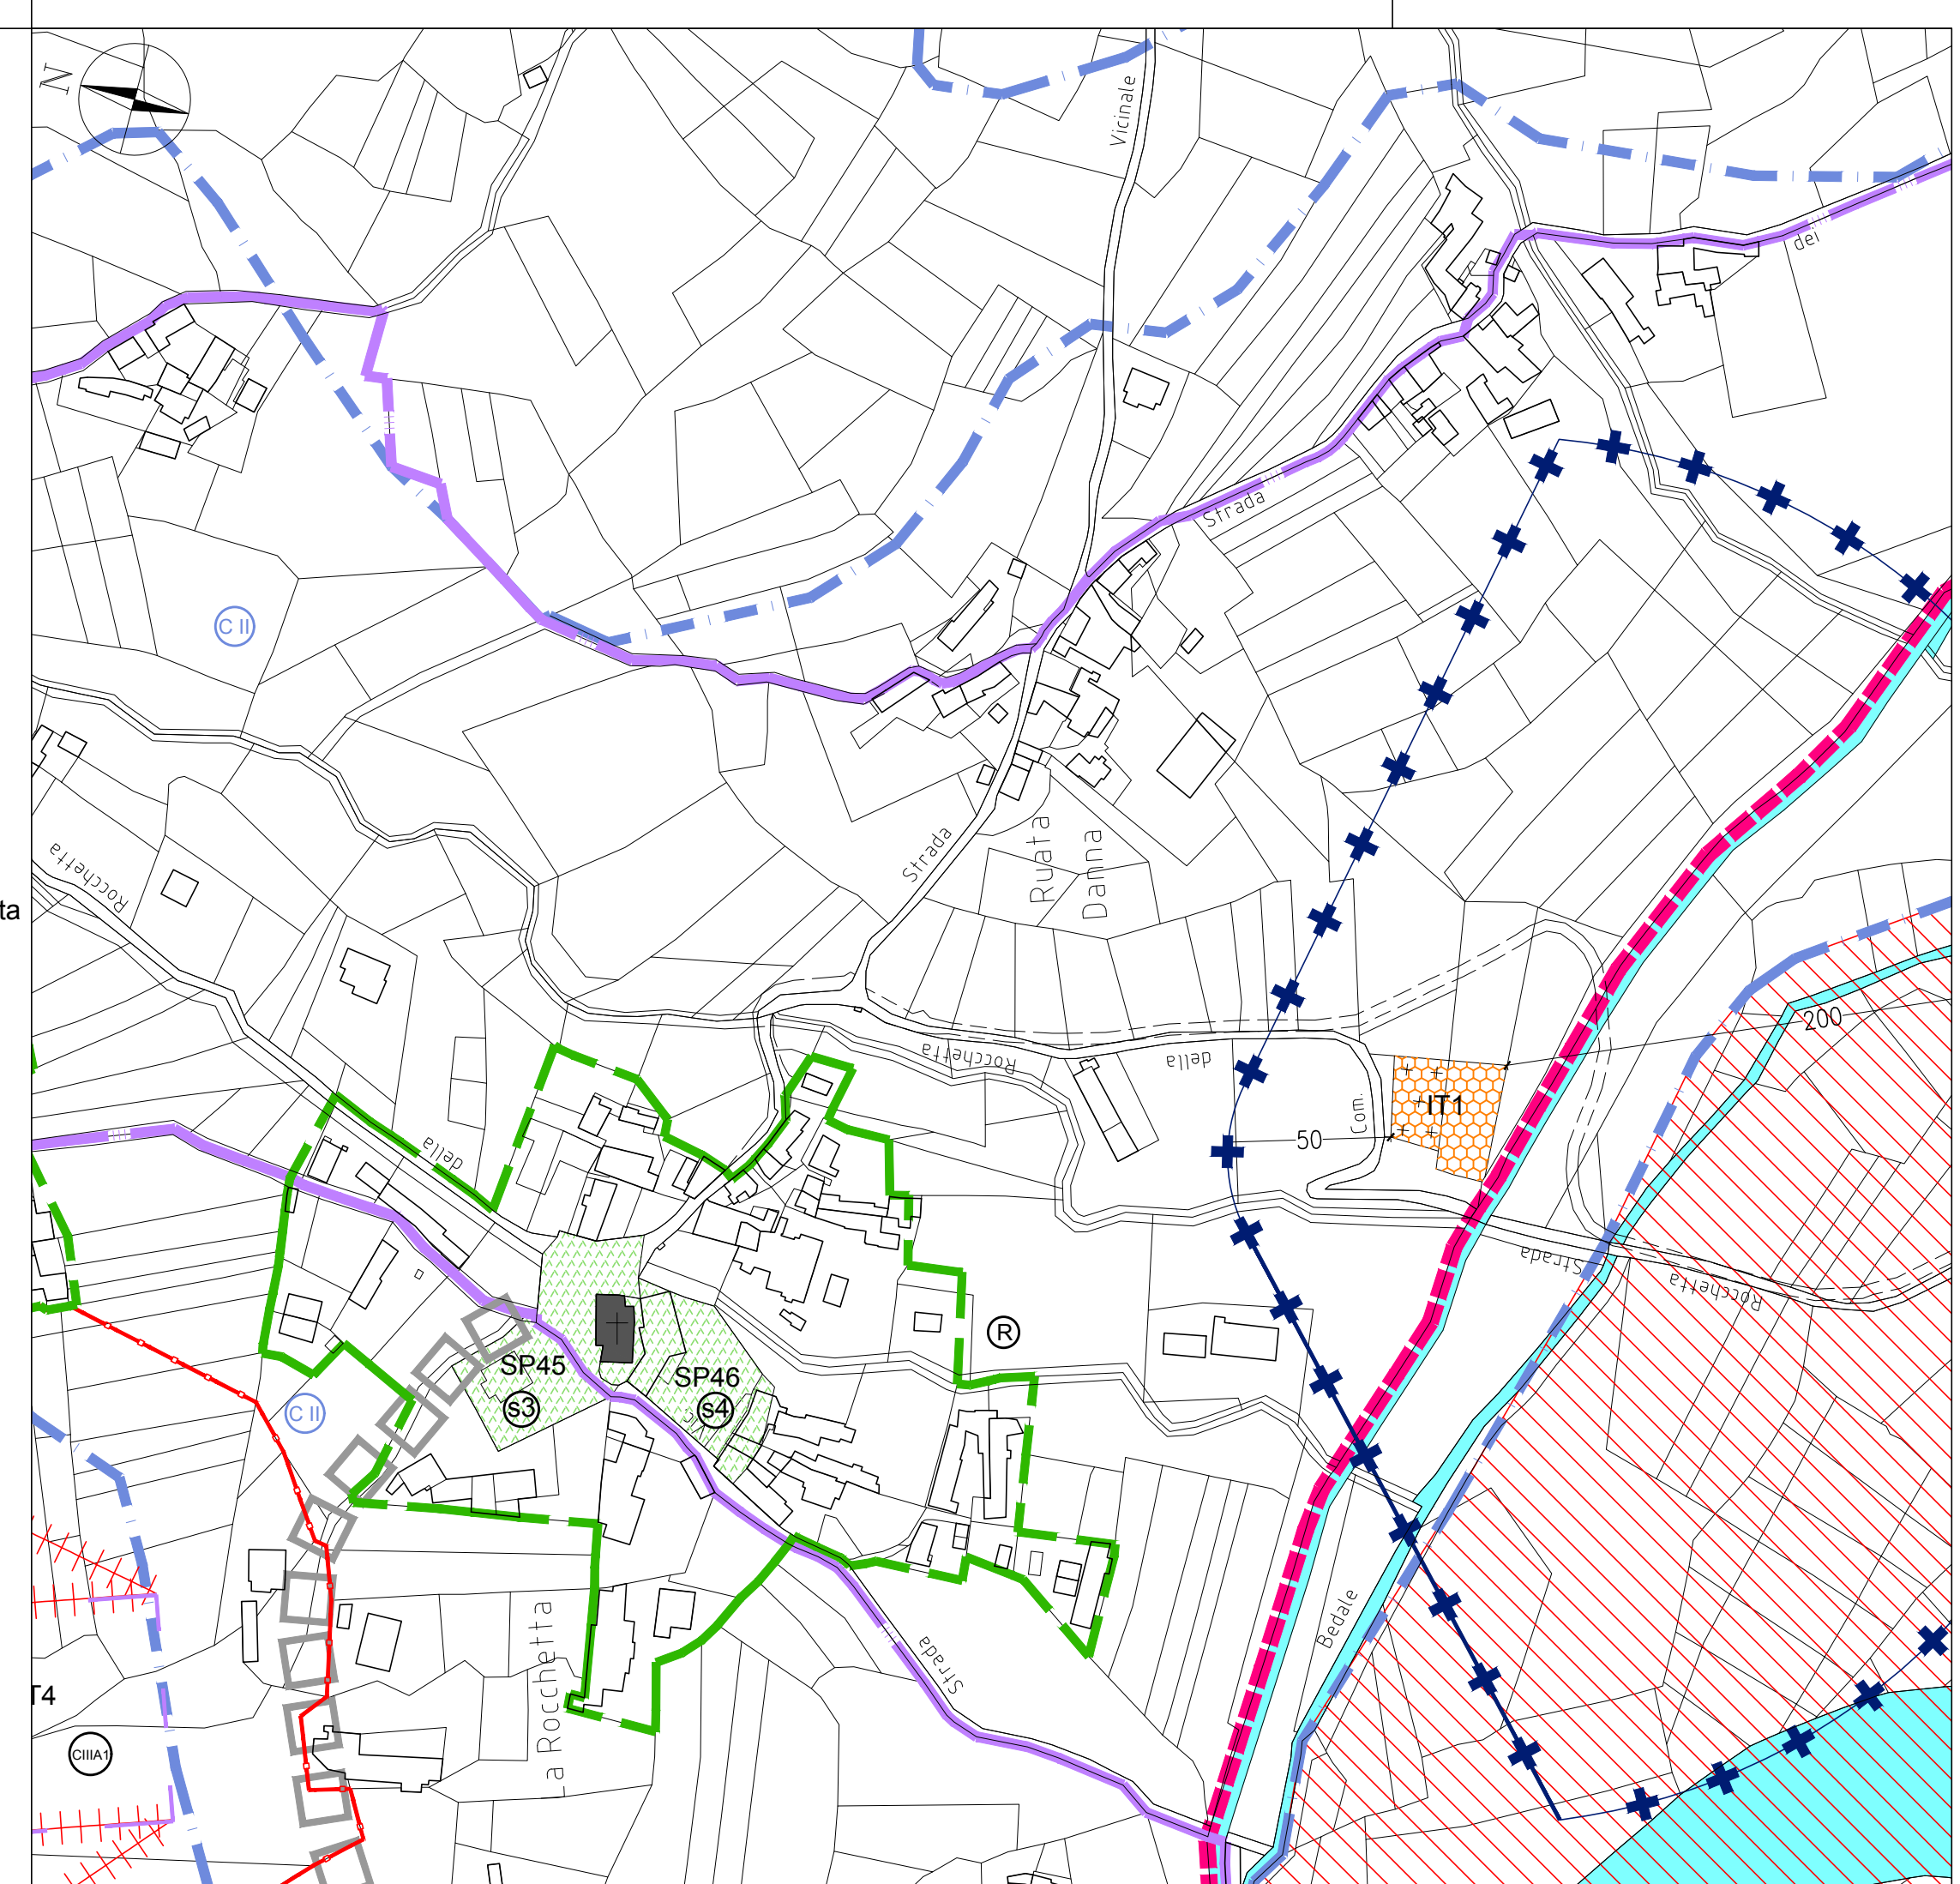 N
Vicinale
dei
Strada
C II
Strada
Ruata
Danna
Rocchetta
ta
200
Rocchetta
della
Com.
IT1
50
della
Strada
Rocchetta
R
SP45
s3
SP46
s4
C II
Bedale
Strada
La Rocchetta
T4
CIIIA1